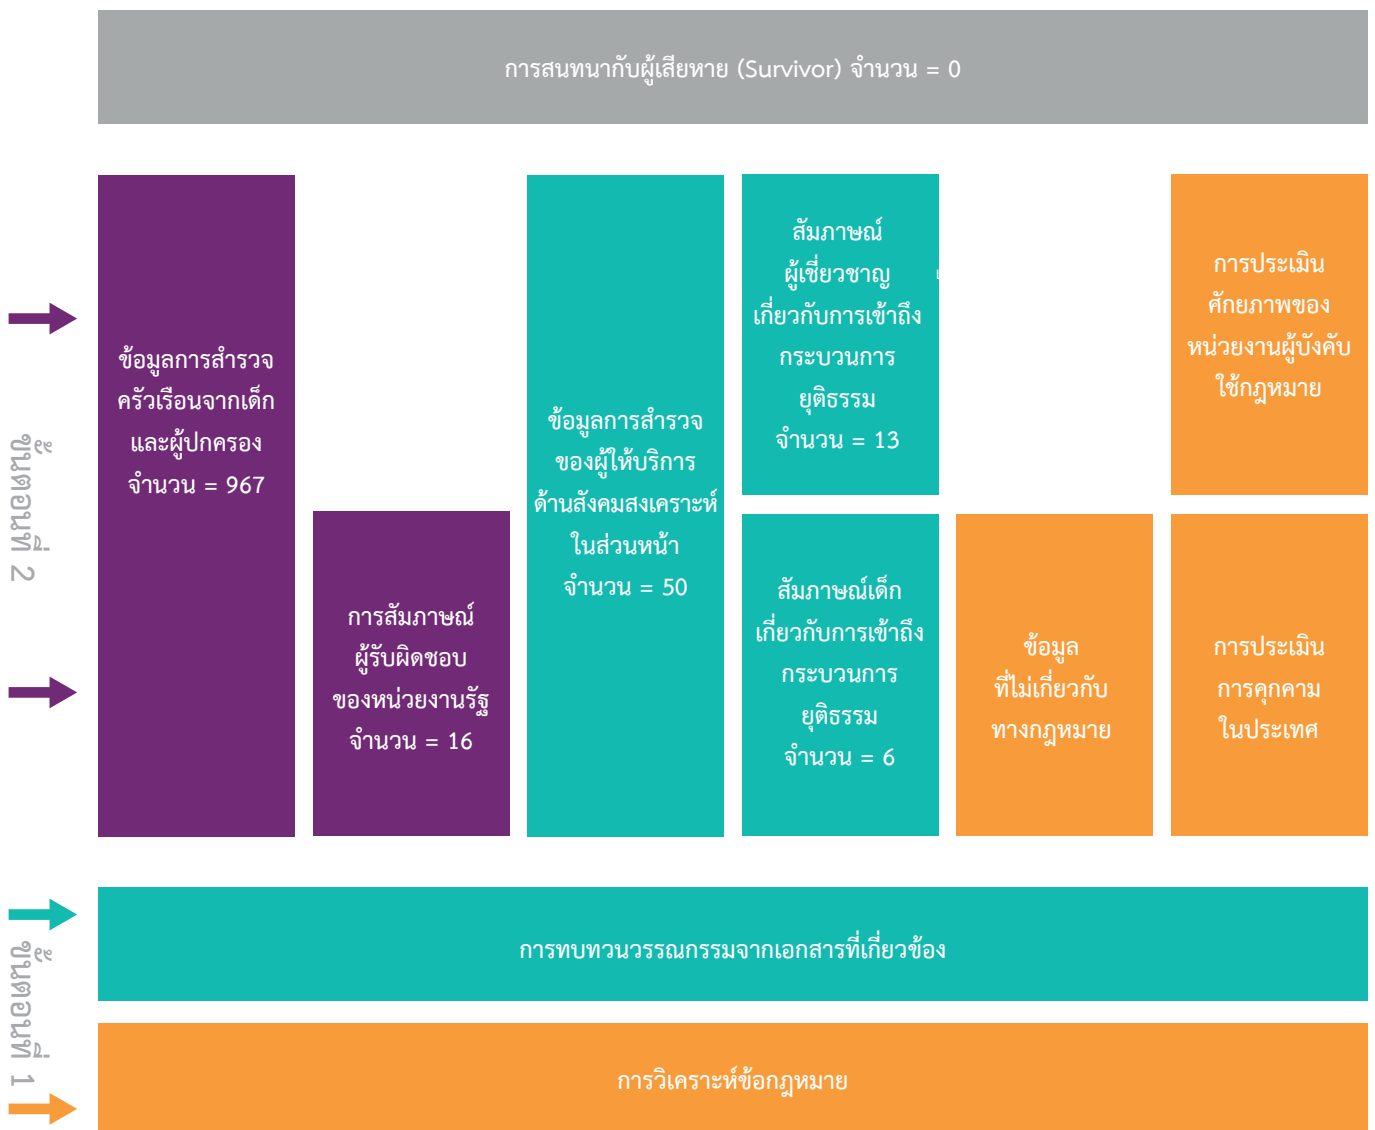 การสนทนากับผู้เสียหาย (Survivor) จำนวน = 0
ขั้นตอนที่ 2
ข้อมูลการสำรวจ
ครัวเรือนจากเด็ก
และผู้ปกครอง
จำนวน = 967
การสัมภาษณ์
ผู้รับผิดชอบ
ของหน่วยงานรัฐ
จำนวน = 16
ข้อมูลการสำรวจ
ของผู้ให้บริการ
ด้านสังคมสงเคราะห์
ในส่วนหน้า
จำนวน = 50
สัมภาษณ์
ผู้เชี่ยวชาญ
เกี่ยวกับการเข้าถึง
กระบวนการ
ยุติธรรม
จำนวน = 13
สัมภาษณ์เด็ก
เกี่ยวกับการเข้าถึง
กระบวนการ
ยุติธรรม
จำนวน = 6
ข้อมูล
ที่ไม่เกี่ยวกับ
ทางกฎหมาย
การประเมิน
ศักยภาพของ
หน่วยงานผู้บังคับ
ใช้กฎหมาย
การประเมิน
การคุกคาม
ในประเทศ
ขั้นตอนที่ 1
การทบทวนวรรณกรรมจากเอกสารที่เกี่ยวข้อง
การวิเคราะห์ข้อกฎหมาย